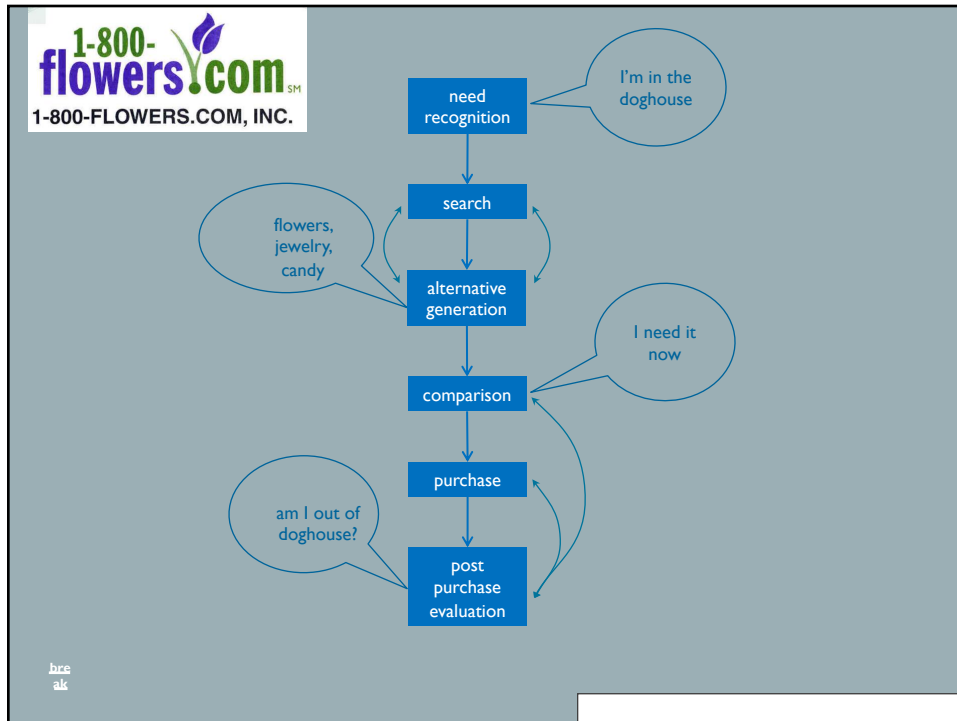 1-800-
flowers.com
SM
1-800-FLOWERS.COM, INC.
need
recognition
I'm in the
doghouse
search
flowers,
jewelry,
candy
alternative
generation
I need it
now
comparison
purchase
am I out of
doghouse?
post
purchase
evaluation
bre
ak